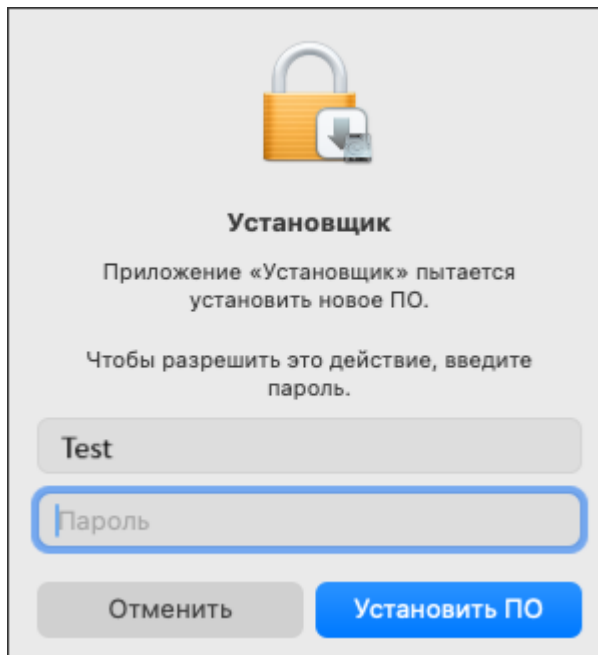 Установщик
Приложение «Установщик» пытается
установить новое ПО.
Чтобы разрешить это действие, введите
пароль.
Test
Пароль
Отменить
Установить ПО